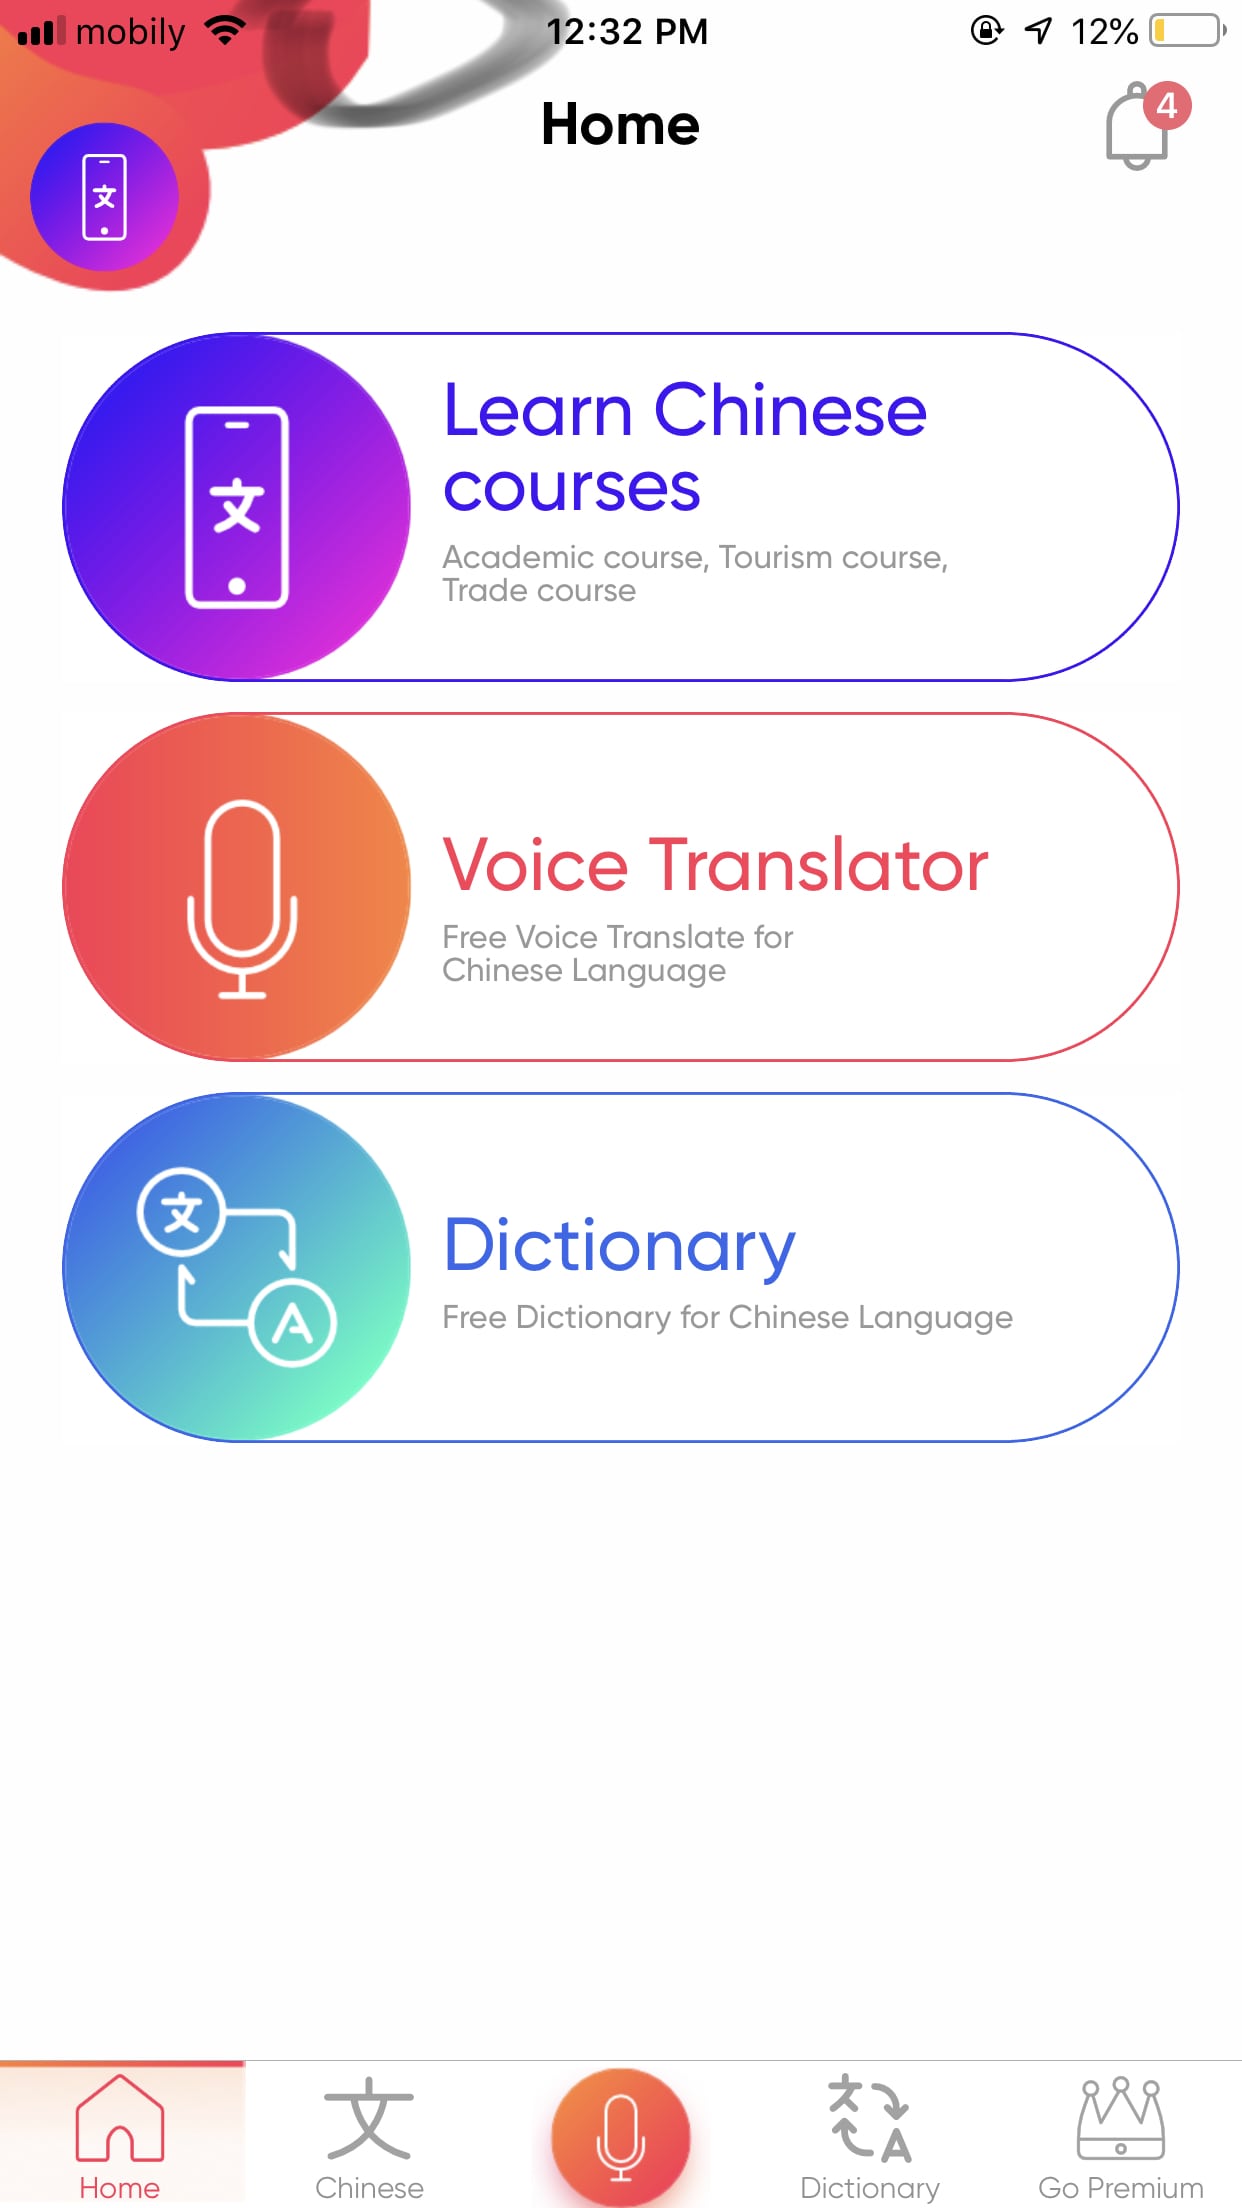 mobily 12:32 PM 12%
Home
4
文
Learn Chinese
courses
文
Academic course, Tourism course,
Trade course
Voice Translator
Free Voice Translate for
Chinese Language
文
A
Dictionary
Free Dictionary for Chinese Language
文
文
A
Home Chinese Dictionary Go Premium